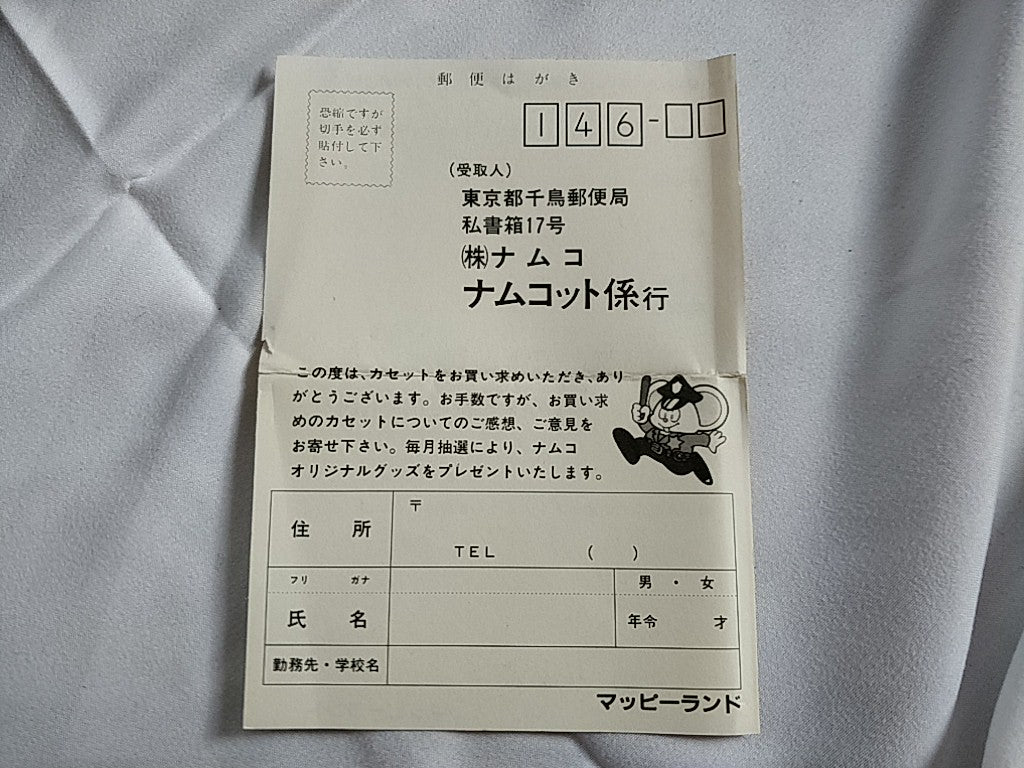 郵便はがき
恐縮ですが
切手を必ず
貼付して下
さい。
146-
(受取人)
東京都千鳥郵便局
私書箱17号
㈱ナムコ
ナムコット係行
この度は、カセットをお買い求めいただき、あり
がとうございます。お手数ですが、お買い求
めのカセットについてのご感想、ご意見を
お寄せ下さい。毎月抽選により、ナムコ
オリジナルグッズをプレゼントいたします。
住所
〒
TEL ( )
フリガナ
男・女
氏名
年令 才
勤務先・学校名
マッピーランド